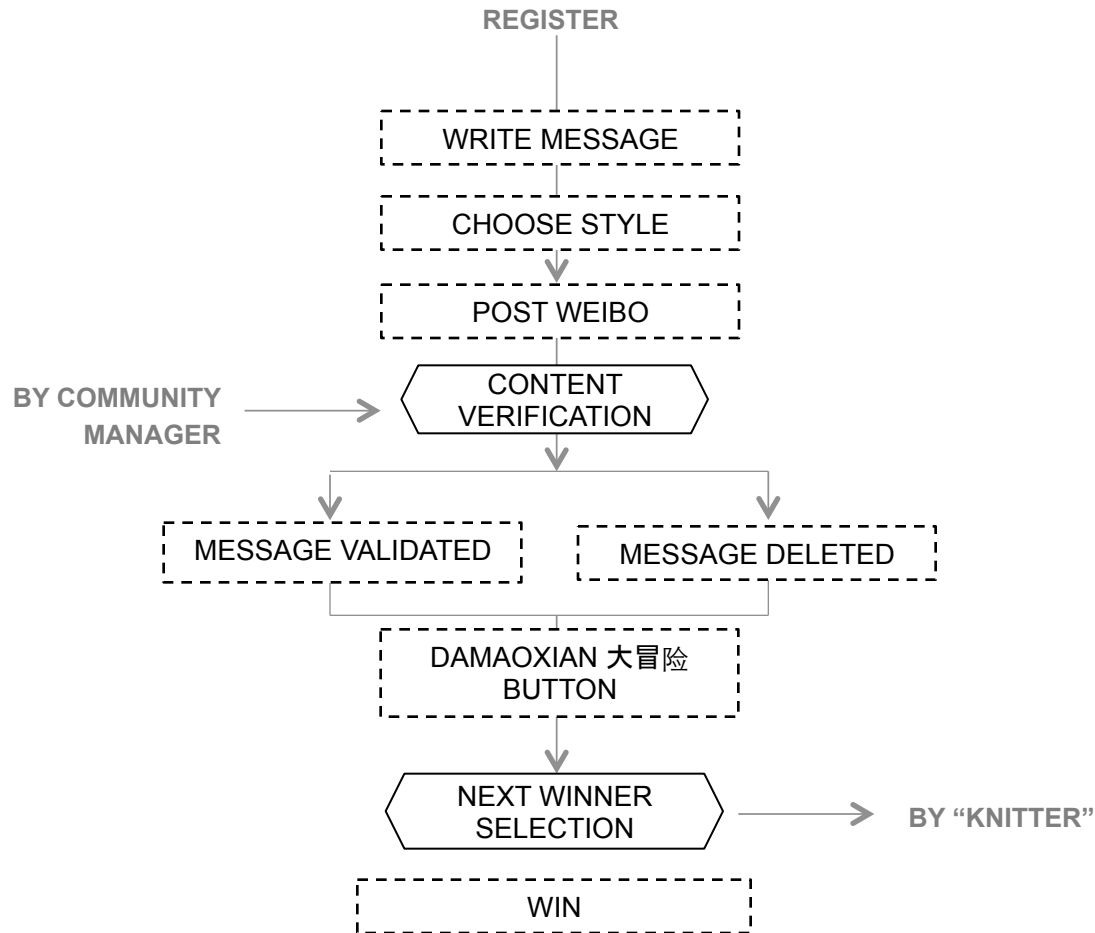 REGISTER
WRITE MESSAGE
CHOOSE STYLE
POST WEIBO
BY COMMUNITY
MANAGER
CONTENT
VERIFICATION
MESSAGE VALIDATED
MESSAGE DELETED
DAMAOXIAN 大冒险
BUTTON
NEXT WINNER
SELECTION
BY “KNITTER”
WIN